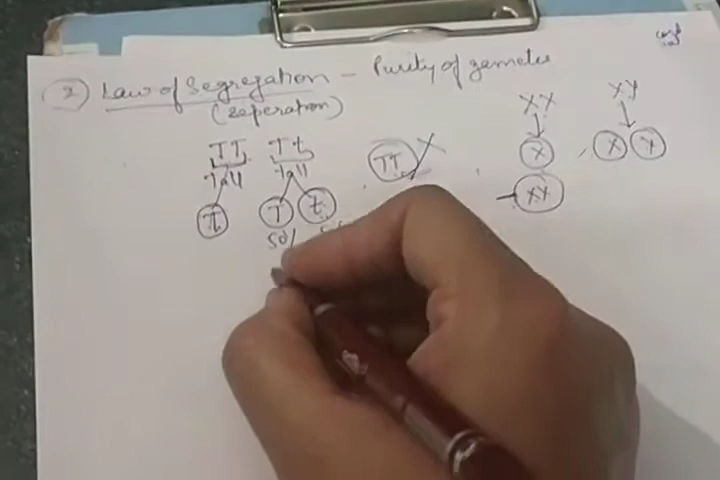 2) Law of Segregation - Purity of gametes
(Seperation)
TT Tt TT X XX XY
tall tall X X Y
T T t XX
50%